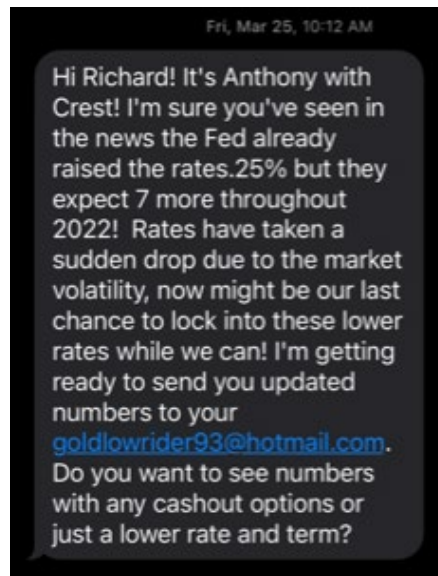 Fri, Mar 25, 10:12 AM
Hi Richard! It's Anthony with
Crest! I'm sure you've seen in
the news the Fed already
raised the rates.25% but they
expect 7 more throughout
2022!  Rates have taken a
sudden drop due to the market
volatility, now might be our last
chance to lock into these lower
rates while we can! I'm getting
ready to send you updated
numbers to your
goldlowrider93@hotmail.com.
Do you want to see numbers
with any cashout options or
just a lower rate and term?